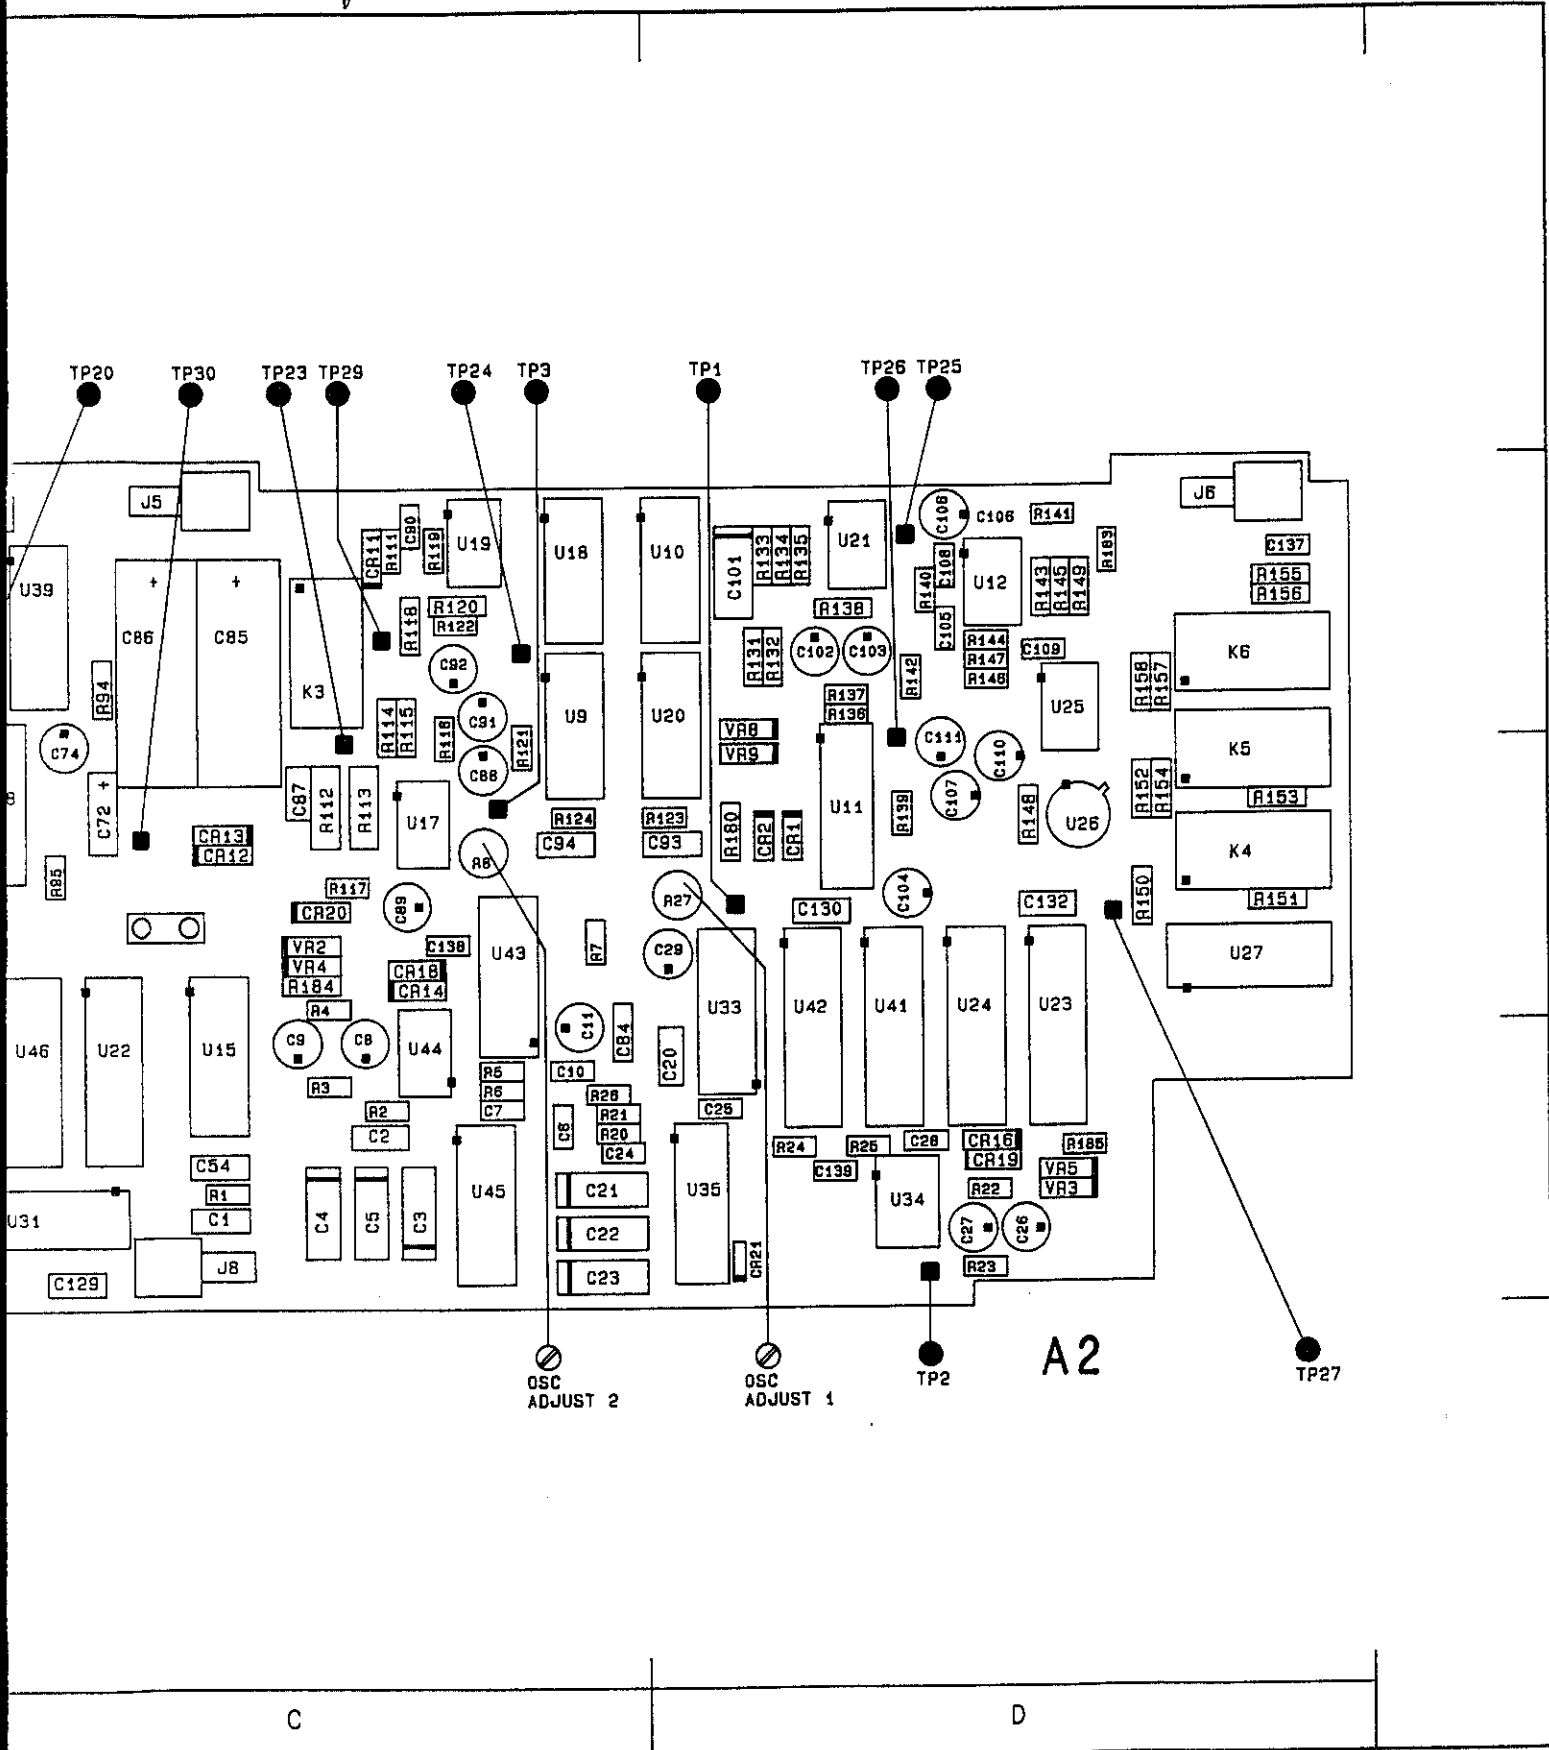 TP20 TP30 TP23 TP29 TP24 TP3 TP1 TP26 TP25
J5 J6
C90 CR11 R111 R119 U19 U18 U10 C101 R133 R134 R135 U21 C106 C106 R141 R183 C137
U39 C108 U12 R143 R145 R149 R155
R156
C86 C85 K3 R118 R120 R122 R138 R140 C105
R144 R147 R146 C109
R131 R132 C102 C103 R142 K6
R94 C92 R158 R157
R114 R115 R116 C91 U9 U20 R137 R136 U25
C74 C88 R121 VR8 VR9 C111 C110 K5
8 C72 C87 R112 R113 U17 U11 C107 R139 R148 U26 R152 R154 R153
R124 R123 R180 CR2 CR1
CR13 CR12 C94 C93 K4
R95 R117 R27 C104 R150 R151
CR20 C89 C130 C132
VR2 VR4 R184 C138 U43 R7 C29 U27
CR18 CR14
R4 C9 C8 C11 C84 U33 U42 U41 U24 U23
U46 U22 U15 U44 C20
R5 R6 C7 C10
R3 R26
R2 R21 C25
C2 R20 C24 R24 R25 C28 CR16 CR19 R185
C54 C139 VR5 VR3
R1 U45 C21 U35 U34 R22
U31 C1 C4 C5 C3 C22 C27 C26
J8 C23 CR21 R23
C129
OSC
ADJUST 2
OSC
ADJUST 1
TP2
A2
TP27
C D